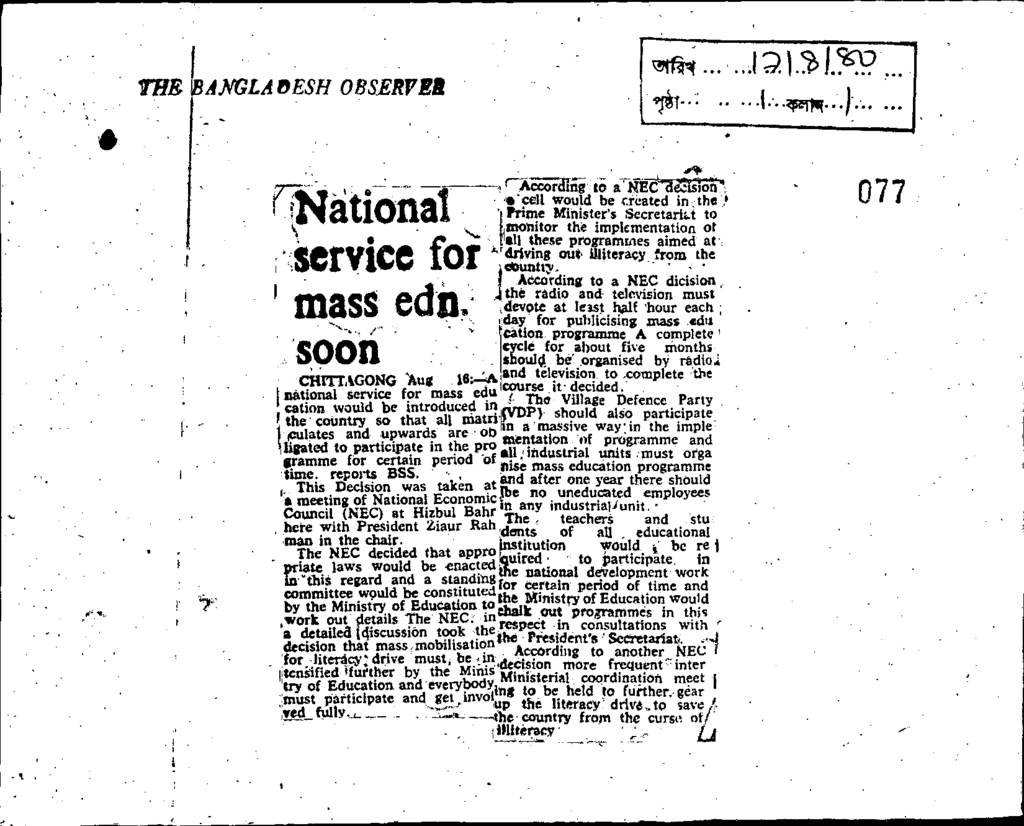 THE BANGLADESH OBSERVER
তারিখ ... ... ...
পৃষ্ঠা... .. ...1...কলাম...1... ...
077
National
service for
mass edn.
soon
CHITTAGONG Aug 16:—A
national service for mass edu
cation would be introduced in
the country so that all matri
culates and upwards are ob
ligated to participate in the pro
gramme for certain period of
time. reports BSS.
This Decision was taken at
a meeting of National Economic
Council (NEC) at Hizbul Bahr
here with President Ziaur Rah
man in the chair.
The NEC decided that appro
priate laws would be enacted
in this regard and a standing
committee would be constituted
by the Ministry of Education to
work out details The NEC. in
a detailed discussion took the
decision that mass mobilisation
for literacy drive must be in
tensified further by the Minis
try of Education and everybody
must participate and get invol
ved fully.
According to a NEC decision
a cell would be created in the
Prime Minister's Secretariat to
monitor the implementation of
all these programmes aimed at
driving out illiteracy from the
country.
According to a NEC dicision
the radio and television must
devote at least half hour each
day for publicising mass edu
cation programme A complete
cycle for about five months
should be organised by radio
and television to complete the
course it decided.
The Village Defence Party
(VDP) should also participate
in a massive way in the imple
mentation of programme and
all industrial units must orga
nise mass education programme
and after one year there should
be no uneducated employees
in any industrial unit.
The teachers and stu
dents of all educational
institution would be re
quired to participate in
the national development work
for certain period of time and
the Ministry of Education would
chalk out programmes in this
respect in consultations with
the President's Secretariat.
According to another NEC
decision more frequent inter
Ministerial coordination meet
ing to be held to further gear
up the literacy drive to save
the country from the curse of
illiteracy